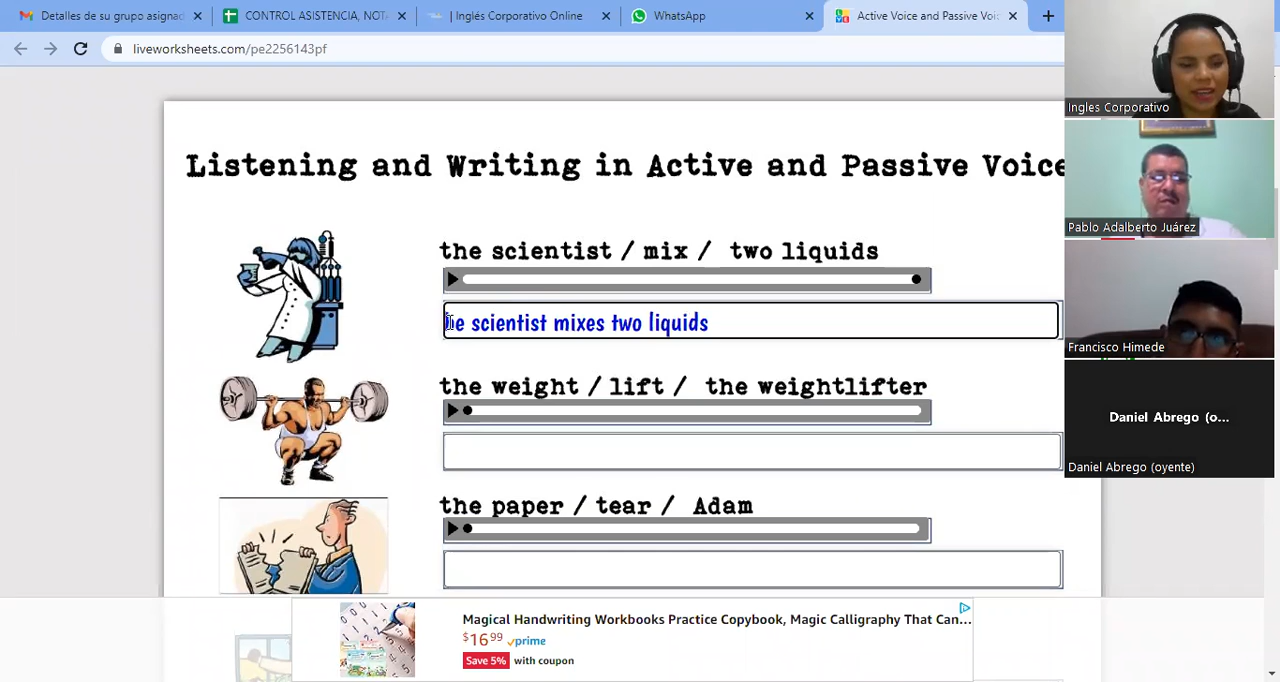 Detalles de su grupo asignad
CONTROL ASISTENCIA, NOTA
| Inglés Corporativo Online
WhatsApp
Active Voice and Passive Voic
liveworksheets.com/pe2256143pf
Listening and Writing in Active and Passive Voice
the scientist / mix / two liquids
he scientist mixes two liquids
the weight / lift / the weightlifter
the paper / tear / Adam
Ingles Corporativo
Pablo Adalberto Juárez
Francisco Himede
Daniel Abrego (o...
Daniel Abrego (oyente)
Magical Handwriting Workbooks Practice Copybook, Magic Calligraphy That Can...
$16 99 prime
Save 5% with coupon